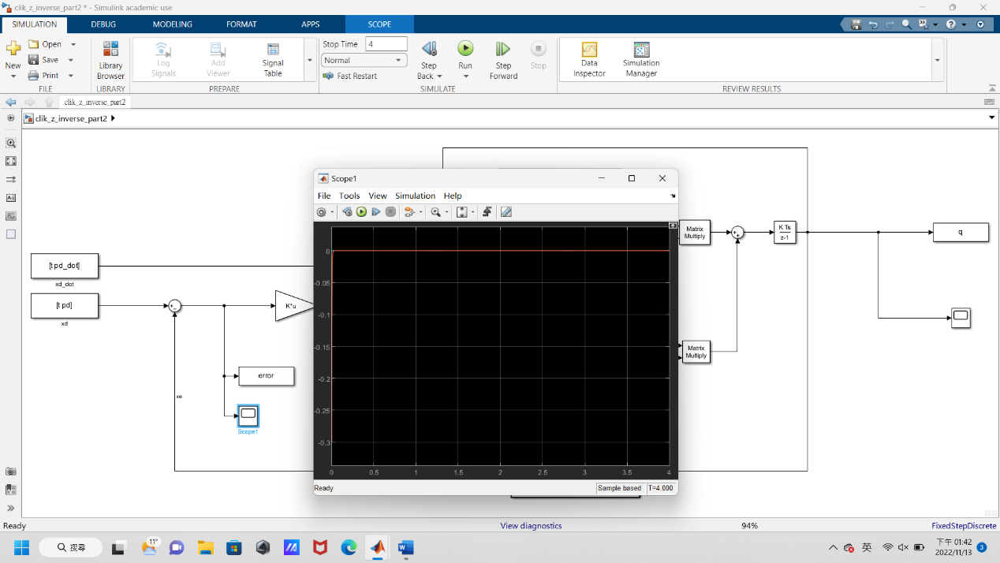 clik_z_inverse_part2 * - Simulink academic use
SIMULATION DEBUG MODELING FORMAT APPS SCOPE
New
Open
Save
Print
FILE
Library
Browser
LIBRARY
Log
Signals
Add
Viewer
Signal
Table
PREPARE
Stop Time 4
Normal
Fast Restart
Step
Back
Run
Step
Forward
Stop
SIMULATE
Data
Inspector
Simulation
Manager
REVIEW RESULTS
clik_z_inverse_part2
clik_z_inverse_part2
[t pd_dot]
xd_dot
[t pd]
xd
K*u
error
xe
Scope1
Scope1
File Tools View Simulation Help
0
-0.05
-0.1
-0.15
-0.2
-0.25
-0.3
0 0.5 1 1.5 2 2.5 3 3.5 4
Ready Sample based T=4.000
Matrix
Multiply
K Ts
z-1
q
Matrix
Multiply
Ready View diagnostics 94% FixedStepDiscrete
搜尋
11°
英
下午 01:42
2022/11/13
3